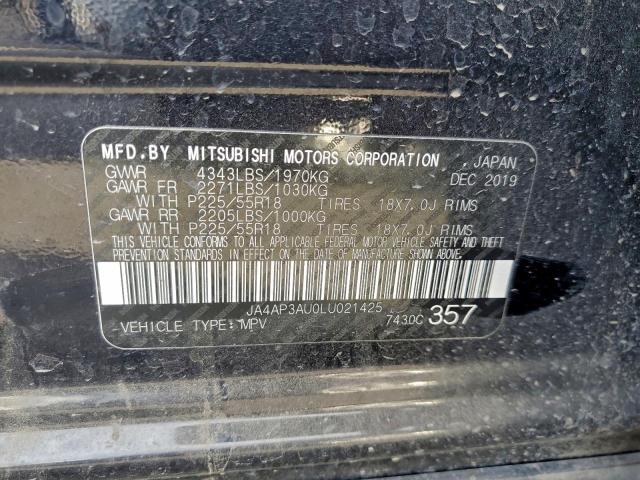 MFD.BY MITSUBISHI MOTORS CORPORATION , JAPAN
GVWR 4343LBS/1970KG DEC 2019
GAWR FR 2271LBS/1030KG
WITH P225/55R18 TIRES 18X7.0J RIMS
GAWR RR 2205LBS/1000KG
WITH P225/55R18 TIRES 18X7.0J RIMS
THIS VEHICLE CONFORMS TO ALL APPLICABLE FEDERAL MOTOR VEHICLE SAFETY AND THEFT
PREVENTION STANDARDS IN EFFECT ON THE DATE OF MANUFACTURE SHOWN ABOVE.
JA4AP3AU0LU021425
VEHICLE TYPE: MPV 7430C 357